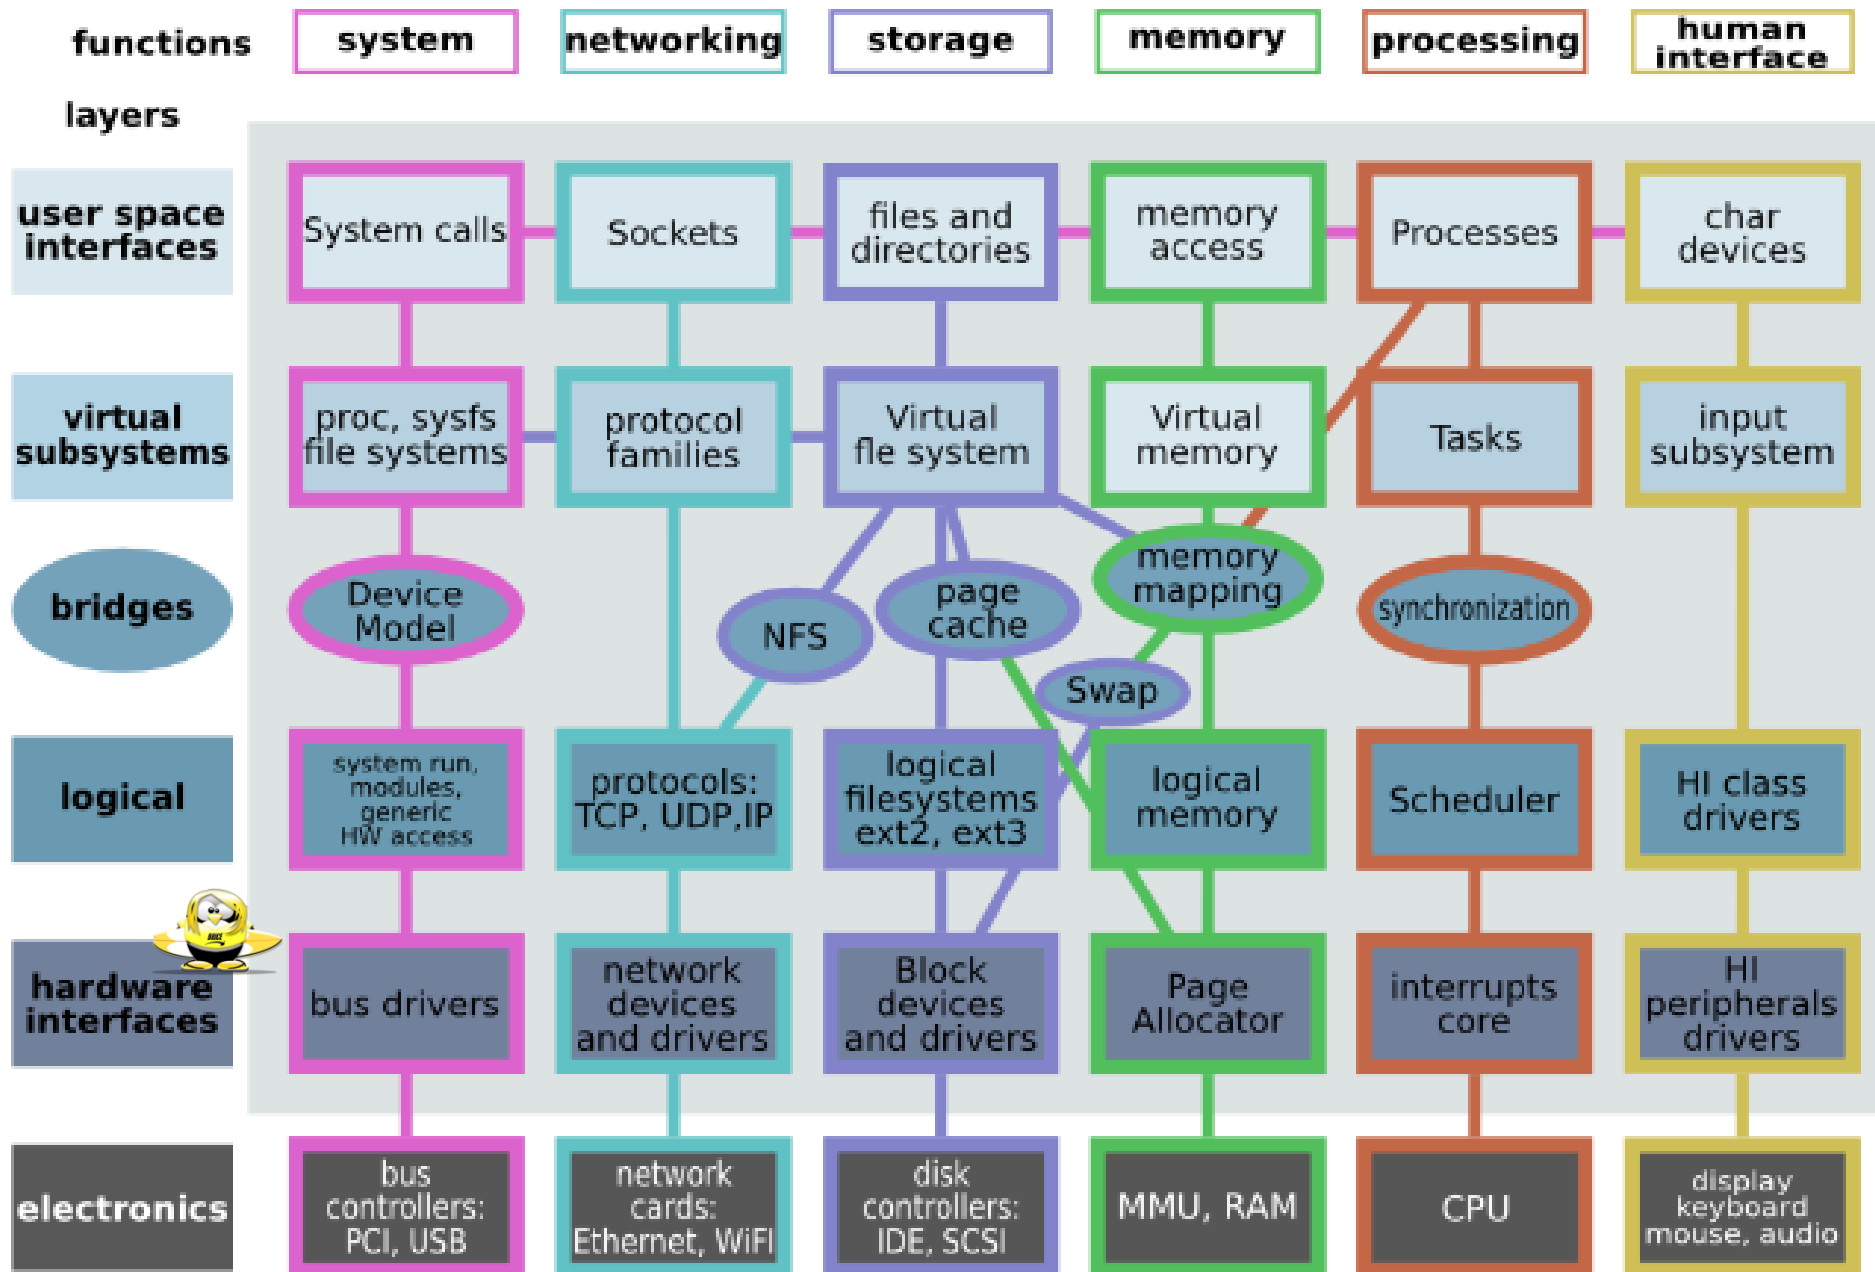 functions
system
networking
storage
memory
processing
human
interface
layers
user space
interfaces
System calls
Sockets
files and
directories
memory
access
Processes
char
devices
virtual
subsystems
proc, sysfs
file systems
protocol
families
Virtual
fle system
Virtual
memory
Tasks
input
subsystem
bridges
Device
Model
NFS
page
cache
memory
mapping
Swap
synchronization
logical
system run,
modules,
generic
HW access
protocols:
TCP, UDP,IP
logical
filesystems
ext2, ext3
logical
memory
Scheduler
HI class
drivers
BRICE
hardware
interfaces
bus drivers
network
devices
and drivers
Block
devices
and drivers
Page
Allocator
interrupts
core
HI
peripherals
drivers
electronics
bus
controllers:
PCI, USB
network
cards:
Ethernet, WiFI
disk
controllers:
IDE, SCSI
MMU, RAM
CPU
display
keyboard
mouse, audio